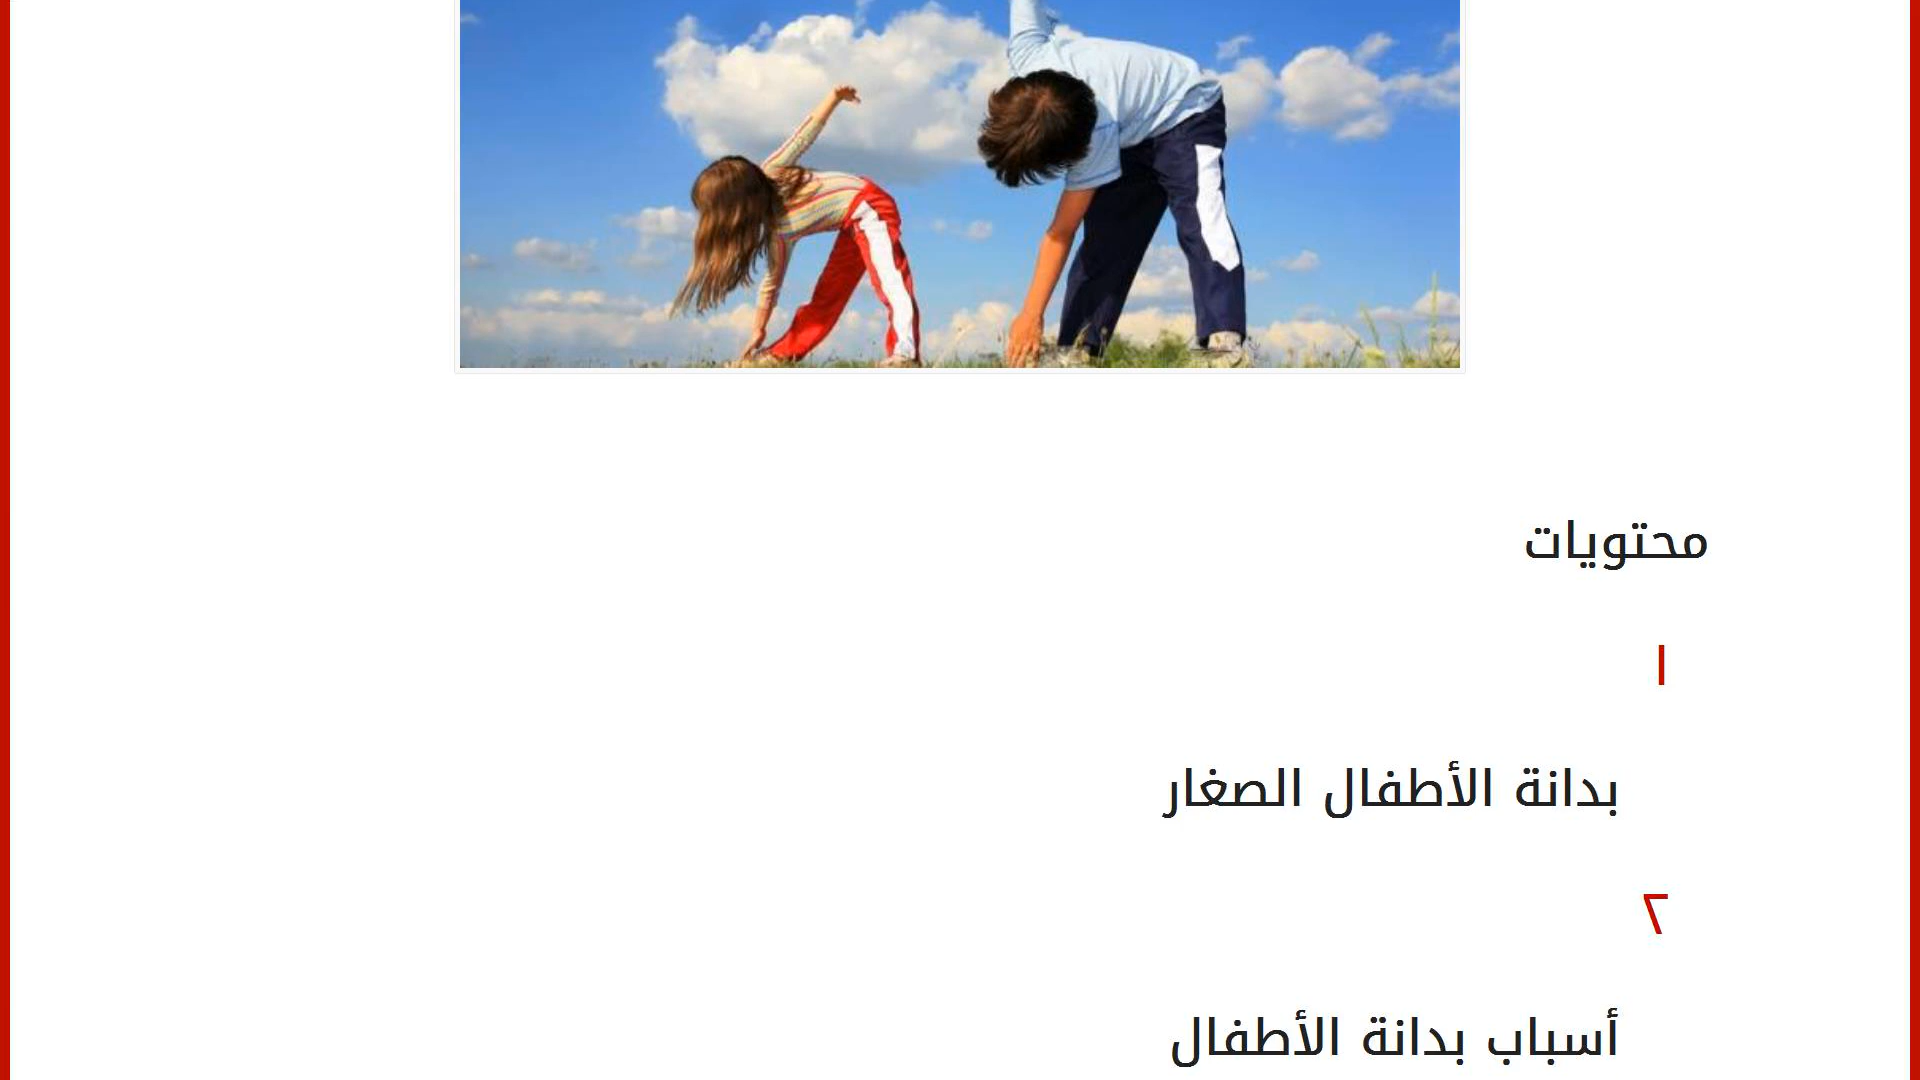 محتويات
١
بدانة الأطفال الصغار
٢
أسباب بدانة الأطفال